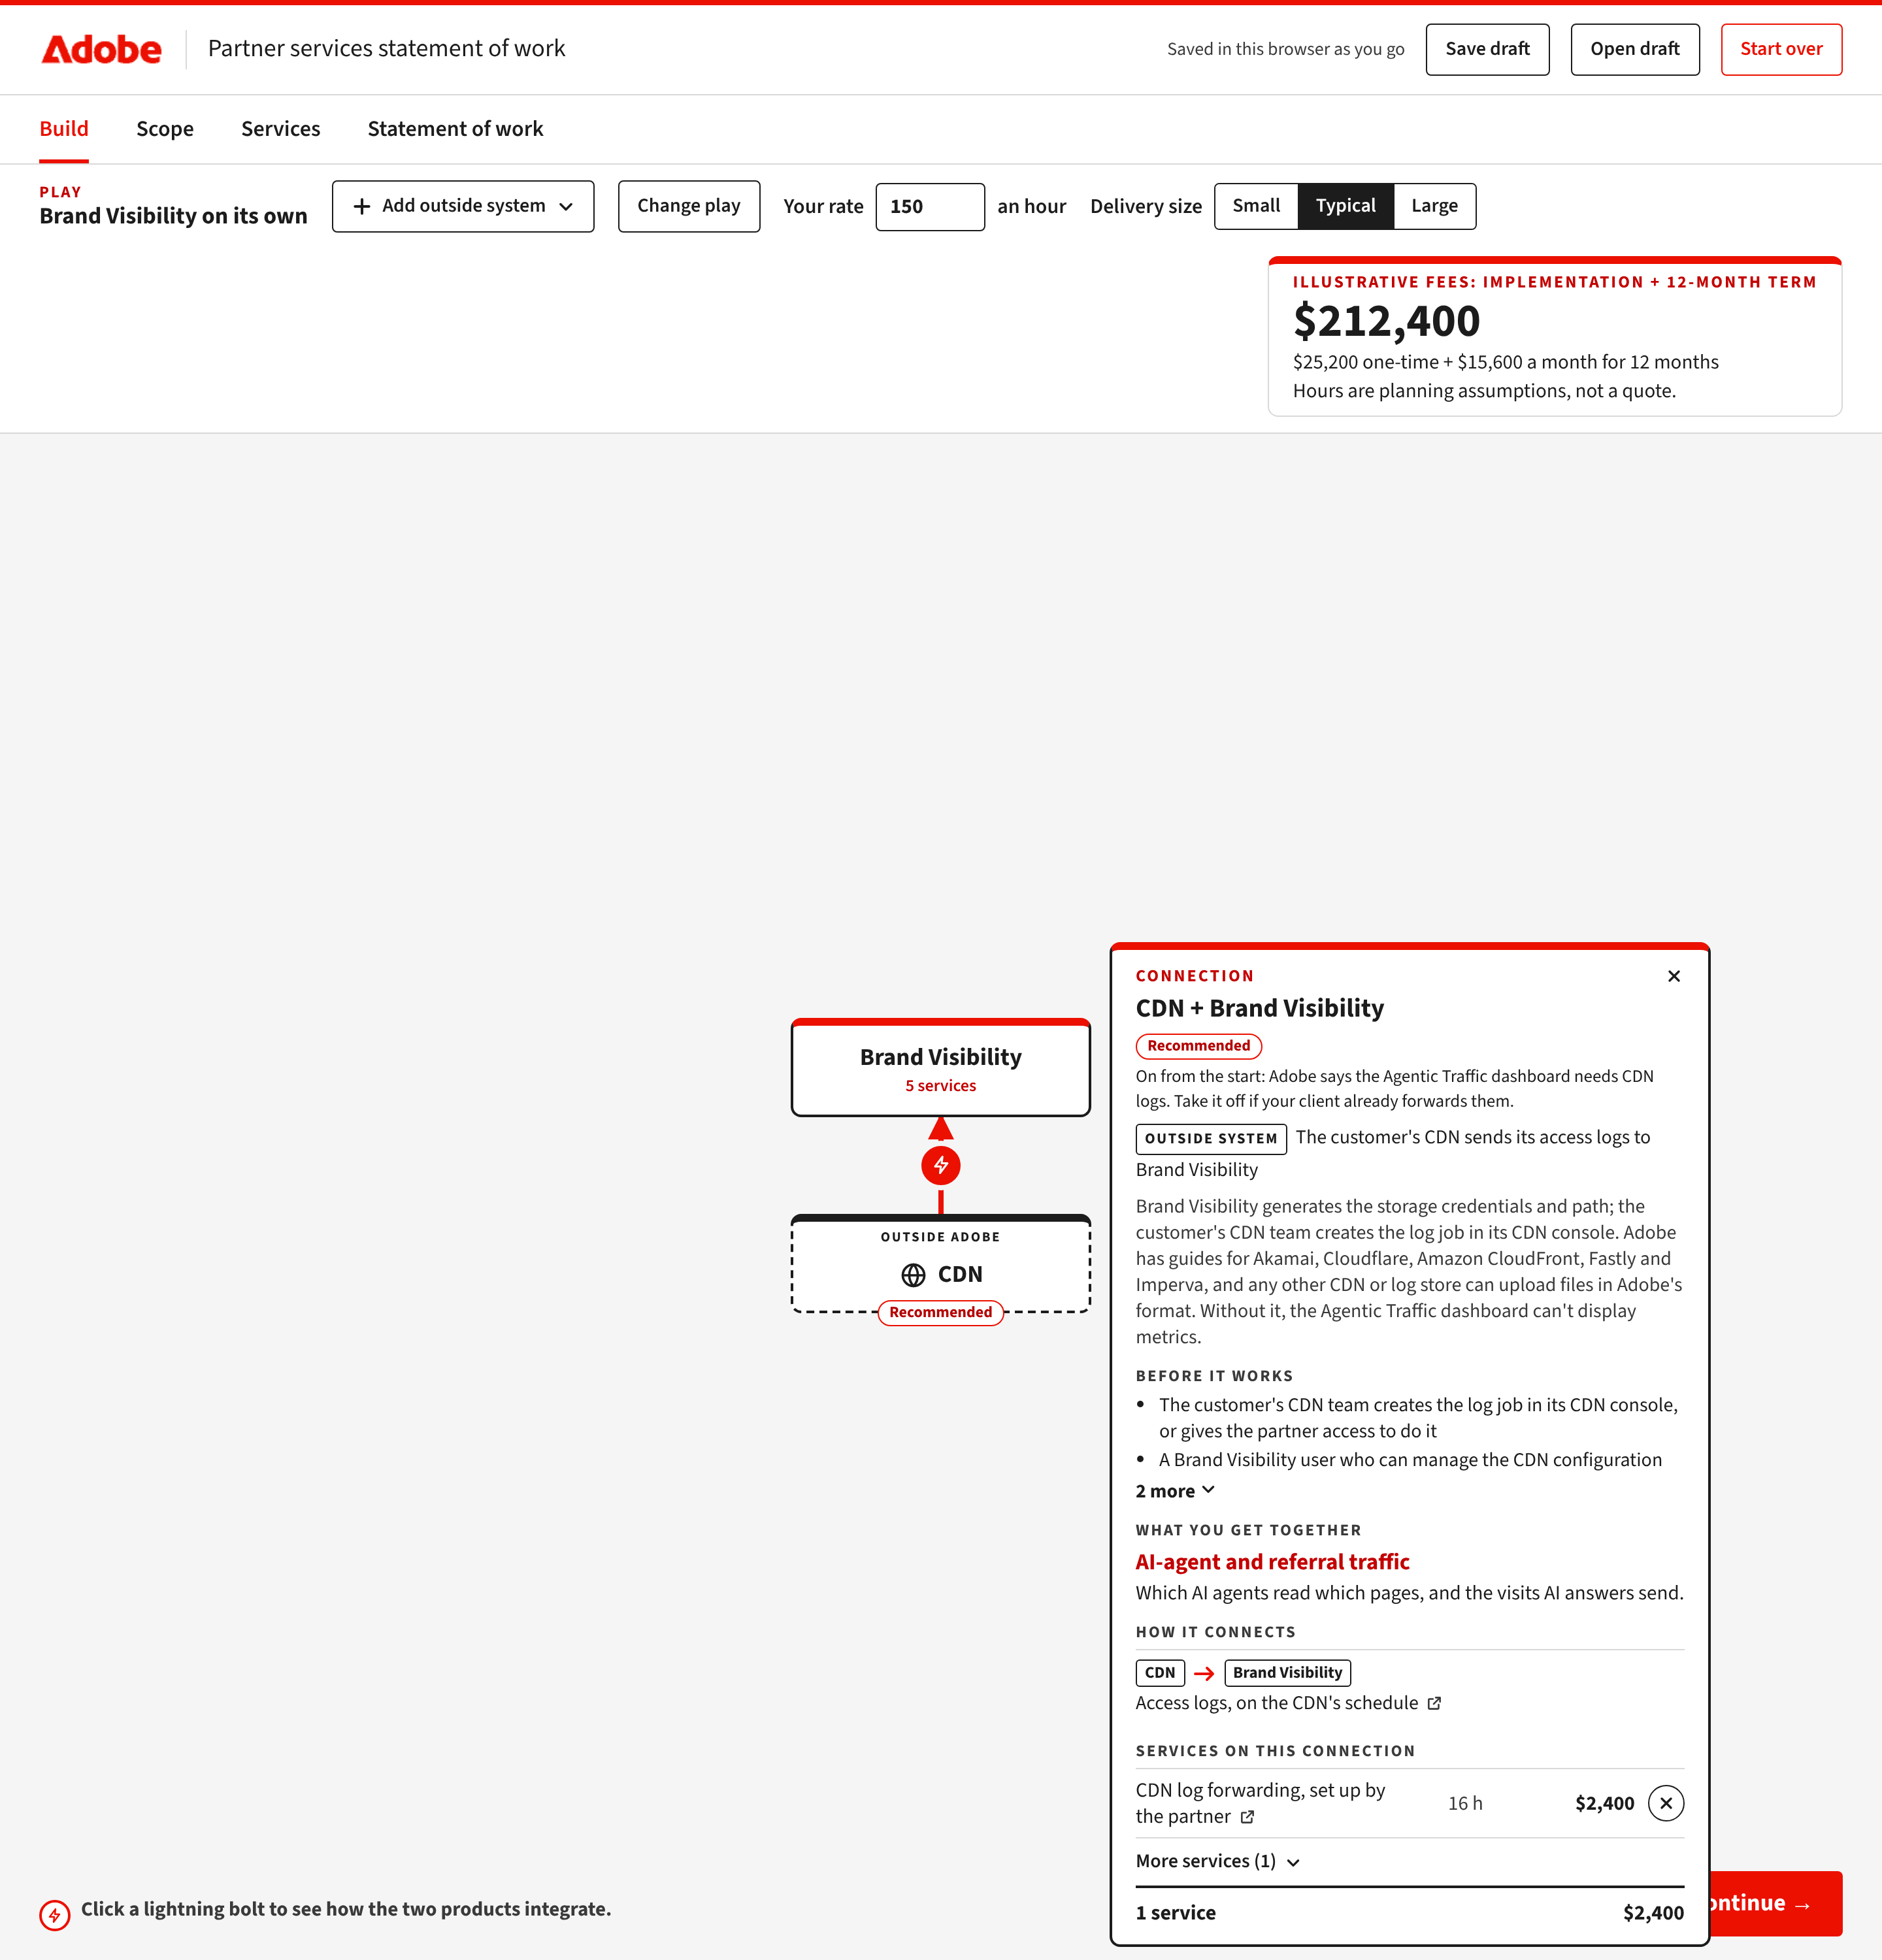 Adobe
Partner services statement of work
Saved in this browser as you go
Save draft
Open draft
Start over
Build
Scope
Services
Statement of work
PLAY
Brand Visibility on its own
Add outside system
Change play
Your rate
150
an hour
Delivery size
Small
Typical
Large
ILLUSTRATIVE FEES: IMPLEMENTATION + 12-MONTH TERM
$212,400
$25,200 one-time + $15,600 a month for 12 months
Hours are planning assumptions, not a quote.
Brand Visibility
5 services
OUTSIDE ADOBE
CDN
Recommended
CONNECTION
CDN + Brand Visibility
Recommended
On from the start: Adobe says the Agentic Traffic dashboard needs CDN
logs. Take it off if your client already forwards them.
OUTSIDE SYSTEM The customer's CDN sends its access logs to
Brand Visibility
Brand Visibility generates the storage credentials and path; the
customer's CDN team creates the log job in its CDN console. Adobe
has guides for Akamai, Cloudflare, Amazon CloudFront, Fastly and
Imperva, and any other CDN or log store can upload files in Adobe's
format. Without it, the Agentic Traffic dashboard can't display
metrics.
BEFORE IT WORKS
• The customer's CDN team creates the log job in its CDN console,
or gives the partner access to do it
• A Brand Visibility user who can manage the CDN configuration
2 more
WHAT YOU GET TOGETHER
AI-agent and referral traffic
Which AI agents read which pages, and the visits AI answers send.
HOW IT CONNECTS
CDN → Brand Visibility
Access logs, on the CDN's schedule
SERVICES ON THIS CONNECTION
CDN log forwarding, set up by
the partner
16 h
$2,400
More services (1)
1 service
$2,400
Click a lightning bolt to see how the two products integrate.
ontinue →